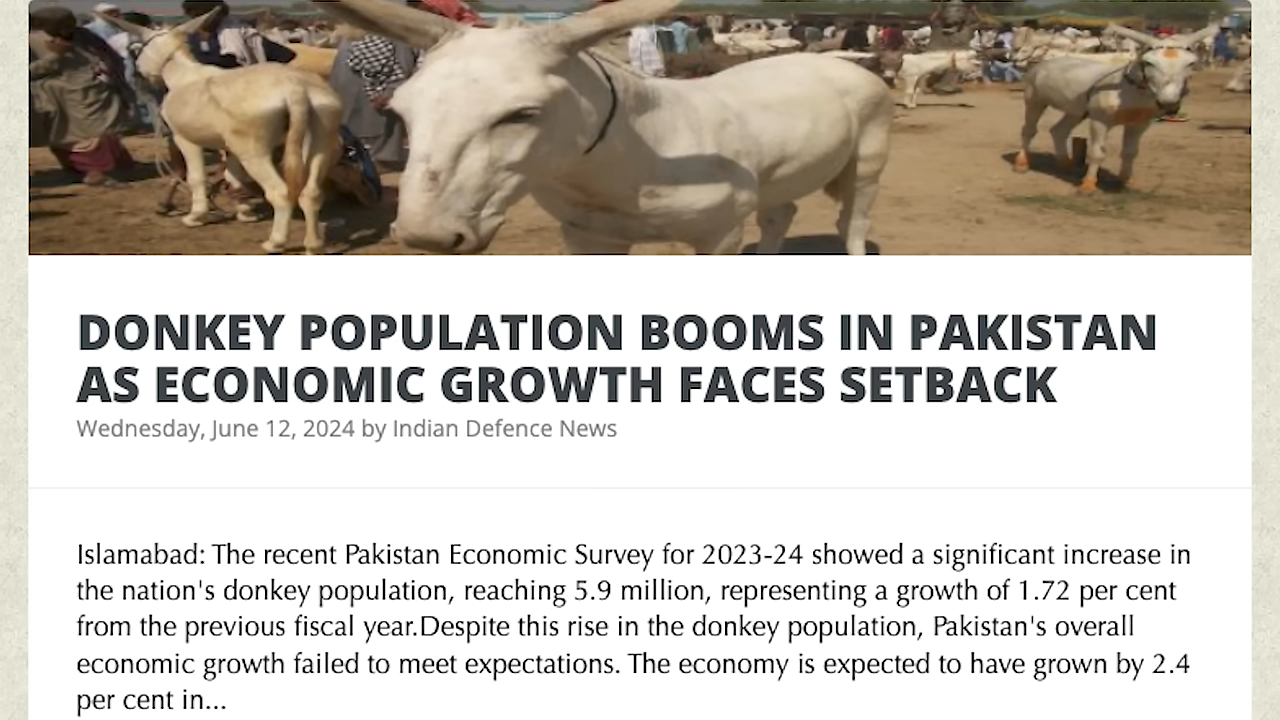 DONKEY POPULATION BOOMS IN PAKISTAN
AS ECONOMIC GROWTH FACES SETBACK
Wednesday, June 12, 2024 by Indian Defence News
Islamabad: The recent Pakistan Economic Survey for 2023-24 showed a significant increase in
the nation's donkey population, reaching 5.9 million, representing a growth of 1.72 per cent
from the previous fiscal year.Despite this rise in the donkey population, Pakistan's overall
economic growth failed to meet expectations. The economy is expected to have grown by 2.4
per cent in...